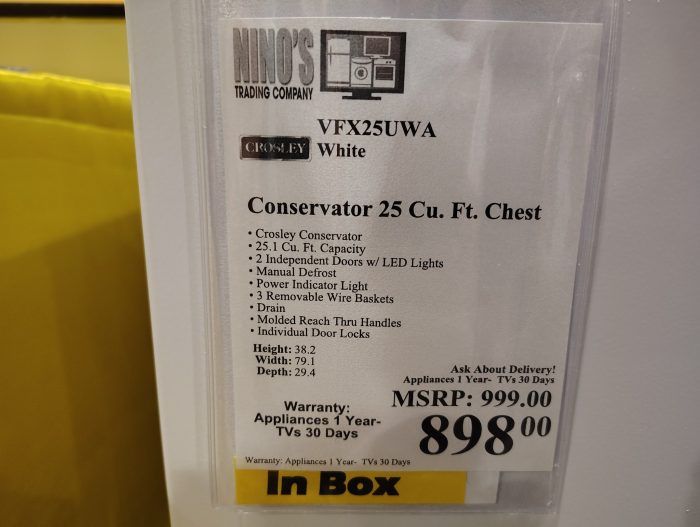 NINO'S
TRADING COMPANY
VFX25UWA
CROSLEY White
Conservator 25 Cu. Ft. Chest
• Crosley Conservator
• 25.1 Cu. Ft. Capacity
• 2 Independent Doors w/ LED Lights
• Manual Defrost
• Power Indicator Light
• 3 Removable Wire Baskets
• Drain
• Molded Reach Thru Handles
• Individual Door Locks
Height: 38.2
Width: 79.1
Depth: 29.4
Ask About Delivery!
Appliances 1 Year- TVs 30 Days
MSRP: 999.00
898⁰⁰
Warranty:
Appliances 1 Year-
TVs 30 Days
Warranty: Appliances 1 Year- TVs 30 Days
In Box